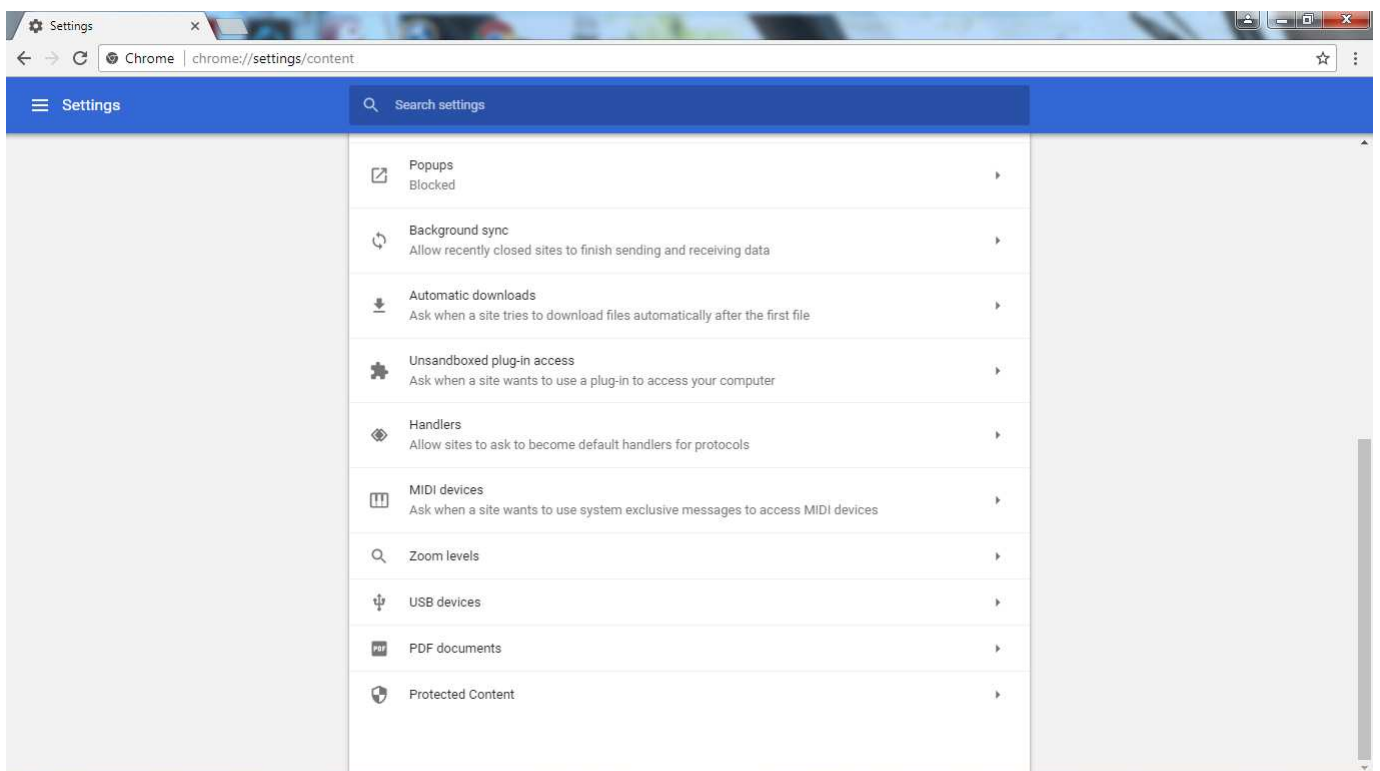 Settings
Chrome chrome://settings/content
Settings
Search settings
Popups
Blocked
Background sync
Allow recently closed sites to finish sending and receiving data
Automatic downloads
Ask when a site tries to download files automatically after the first file
Unsandboxed plug-in access
Ask when a site wants to use a plug-in to access your computer
Handlers
Allow sites to ask to become default handlers for protocols
MIDI devices
Ask when a site wants to use system exclusive messages to access MIDI devices
Zoom levels
USB devices
PDF
PDF documents
Protected Content